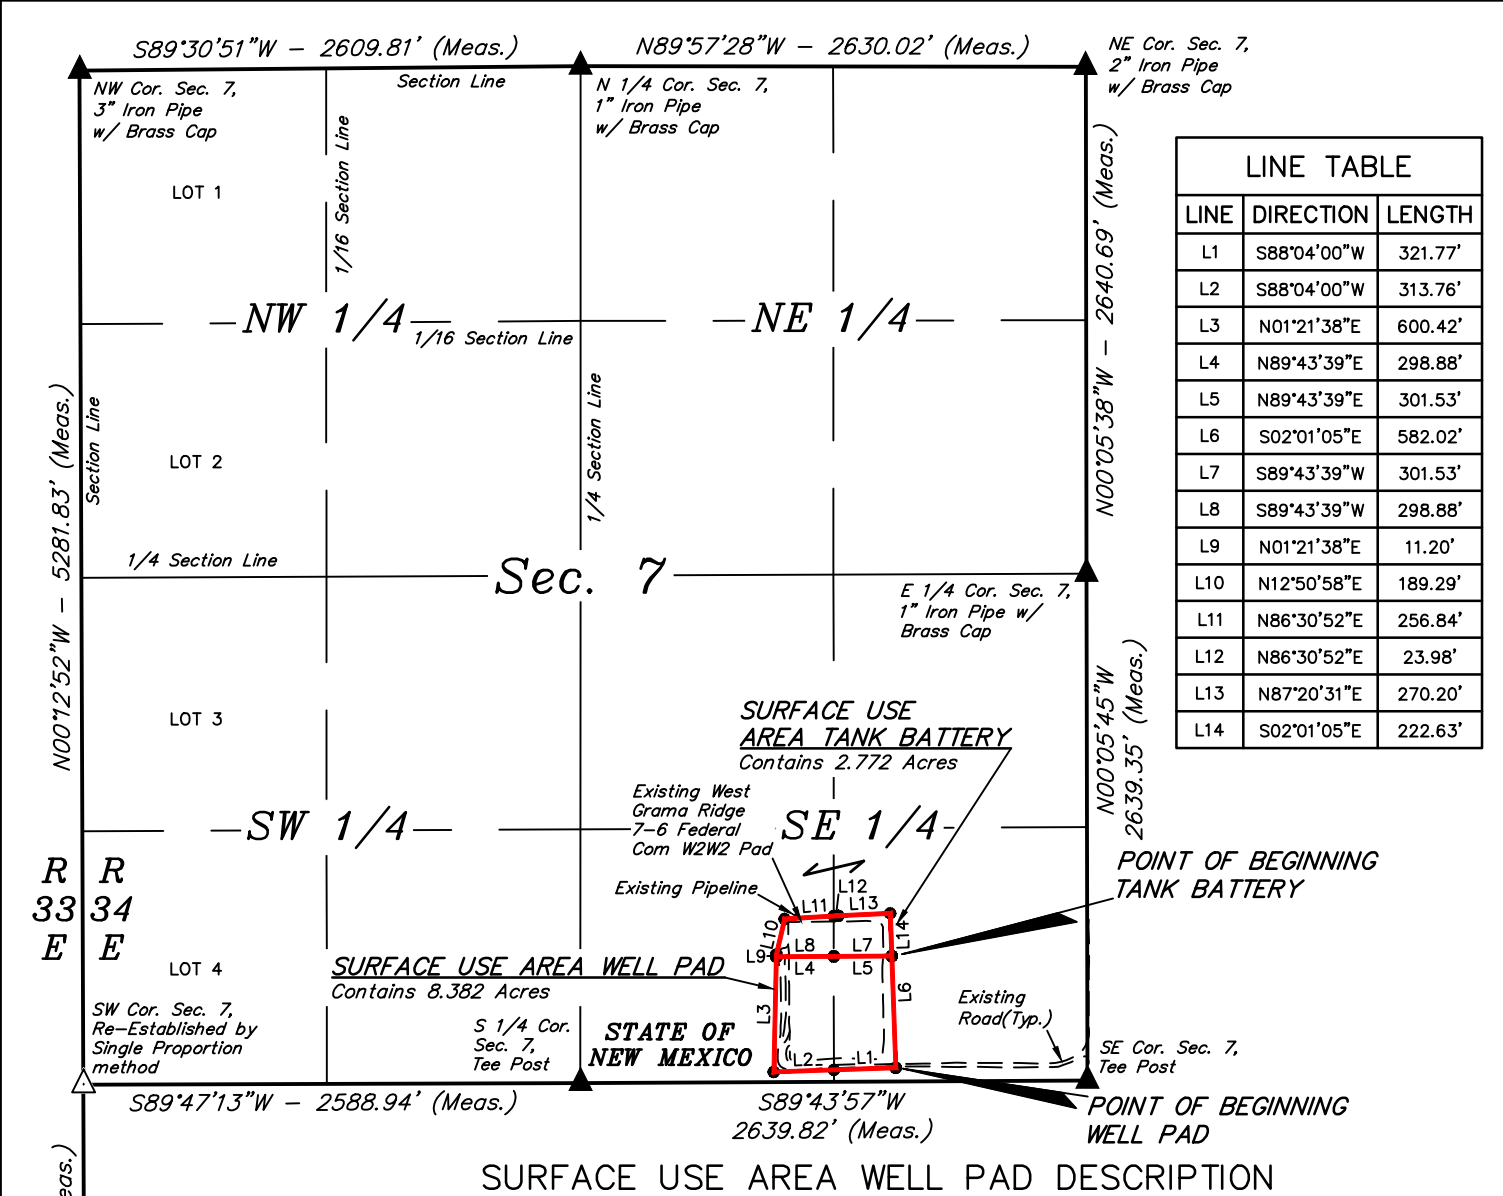 S89°30'51"W – 2609.81' (Meas.)
N89°57'28"W – 2630.02' (Meas.)
NE Cor. Sec. 7,
2" Iron Pipe
w/ Brass Cap
NW Cor. Sec. 7,
3" Iron Pipe
w/ Brass Cap
Section Line
N 1/4 Cor. Sec. 7,
1" Iron Pipe
w/ Brass Cap
1/16 Section Line
LOT 1
N00°05'38"W – 2640.69' (Meas.)
LINE TABLE
LINE DIRECTION LENGTH
L1 S88°04'00"W 321.77'
L2 S88°04'00"W 313.76'
L3 N01°21'38"E 600.42'
L4 N89°43'39"E 298.88'
L5 N89°43'39"E 301.53'
L6 S02°01'05"E 582.02'
L7 S89°43'39"W 301.53'
L8 S89°43'39"W 298.88'
L9 N01°21'38"E 11.20'
L10 N12°50'58"E 189.29'
L11 N86°30'52"E 256.84'
L12 N86°30'52"E 23.98'
L13 N87°20'31"E 270.20'
L14 S02°01'05"E 222.63'
NW 1/4
1/16 Section Line
NE 1/4
N00°12'52"W – 5281.83' (Meas.)
Section Line
LOT 2
1/4 Section Line
1/4 Section Line
Sec. 7
E 1/4 Cor. Sec. 7,
1" Iron Pipe w/
Brass Cap
N00°05'45"W
2639.35' (Meas.)
LOT 3
SURFACE USE
AREA TANK BATTERY
Contains 2.772 Acres
Existing West
Grama Ridge
7–6 Federal
Com W2W2 Pad
SW 1/4
SE 1/4
POINT OF BEGINNING
TANK BATTERY
R R
33 34
E E
Existing Pipeline
L12
L11 L13
L10
L14
L8 L7
L9
L4 L5
LOT 4
SURFACE USE AREA WELL PAD
Contains 8.382 Acres
L3
L6
Existing
Road(Typ.)
SW Cor. Sec. 7,
Re–Established by
Single Proportion
method
S 1/4 Cor.
Sec. 7,
Tee Post
STATE OF
NEW MEXICO
L2 L1
SE Cor. Sec. 7,
Tee Post
S89°47'13"W – 2588.94' (Meas.)
S89°43'57"W
2639.82' (Meas.)
POINT OF BEGINNING
WELL PAD
eas.)
SURFACE USE AREA WELL PAD DESCRIPTION